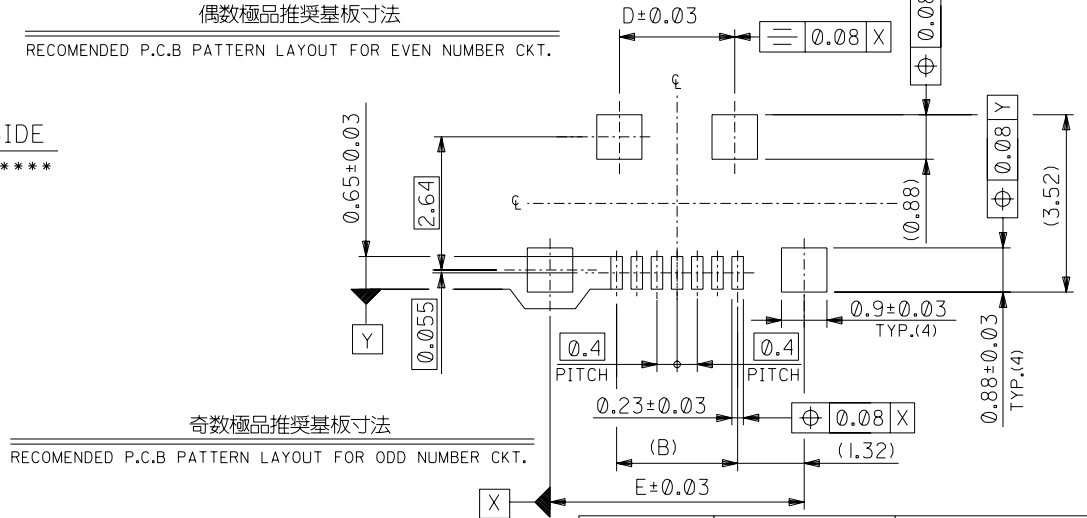 偶数極品推奨基板寸法
RECOMENDED P.C.B PATTERN LAYOUT FOR EVEN NUMBER CKT.
IDE
****
D±0.03
0.08 X
0.08
0.65±0.03
2.64
0.055
Y
℄
℄
(0.88)
0.08 Y
(3.52)
0.9±0.03
TYP.(4)
0.88±0.03
TYP.(4)
0.4
PITCH
0.4
PITCH
0.23±0.03
0.08 X
(B)
(1.32)
E±0.03
X
奇数極品推奨基板寸法
RECOMENDED P.C.B PATTERN LAYOUT FOR ODD NUMBER CKT.